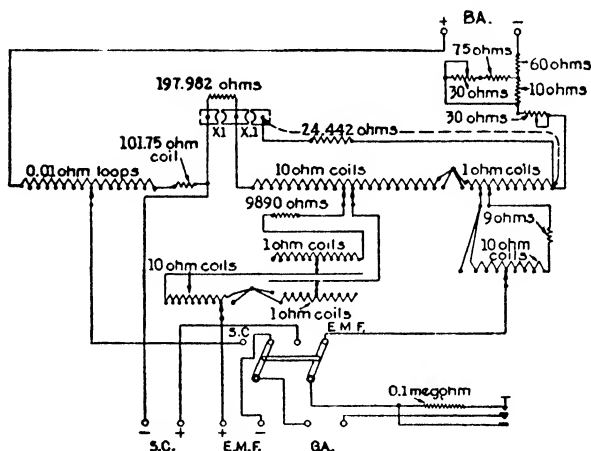 BA.
+ −
75 ohms
60 ohms
10 ohms
30 ohms
30 ohms
197.982 ohms
X1 X.1
24.442 ohms
101.75 ohm
coil
0.01 ohm loops
10 ohm coils
1 ohm coils
9890 ohms
9 ohms
1 ohm coils
10 ohm
coils
10 ohm coils
1 ohm coils
S.C
E.M.F.
0.1 megohm
− + + −
S.C. E.M.F. GA.